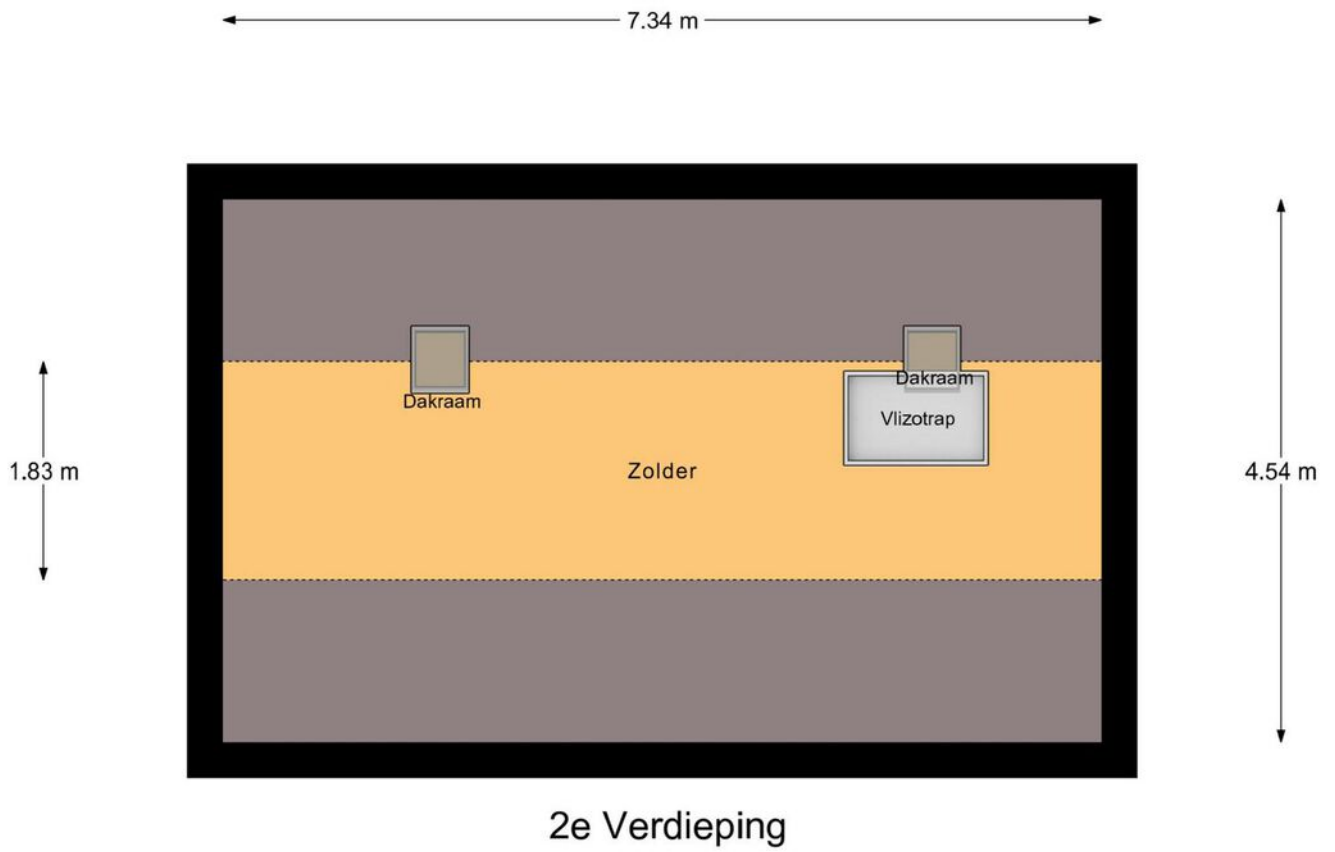 7.34 m
Dakraam
Dakraam
Vlizotrap
Zolder
1.83 m
4.54 m
2e Verdieping